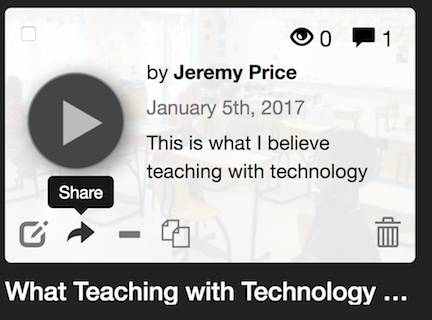 0 1
by Jeremy Price
January 5th, 2017
This is what I believe
teaching with technology
Share
What Teaching with Technology ...